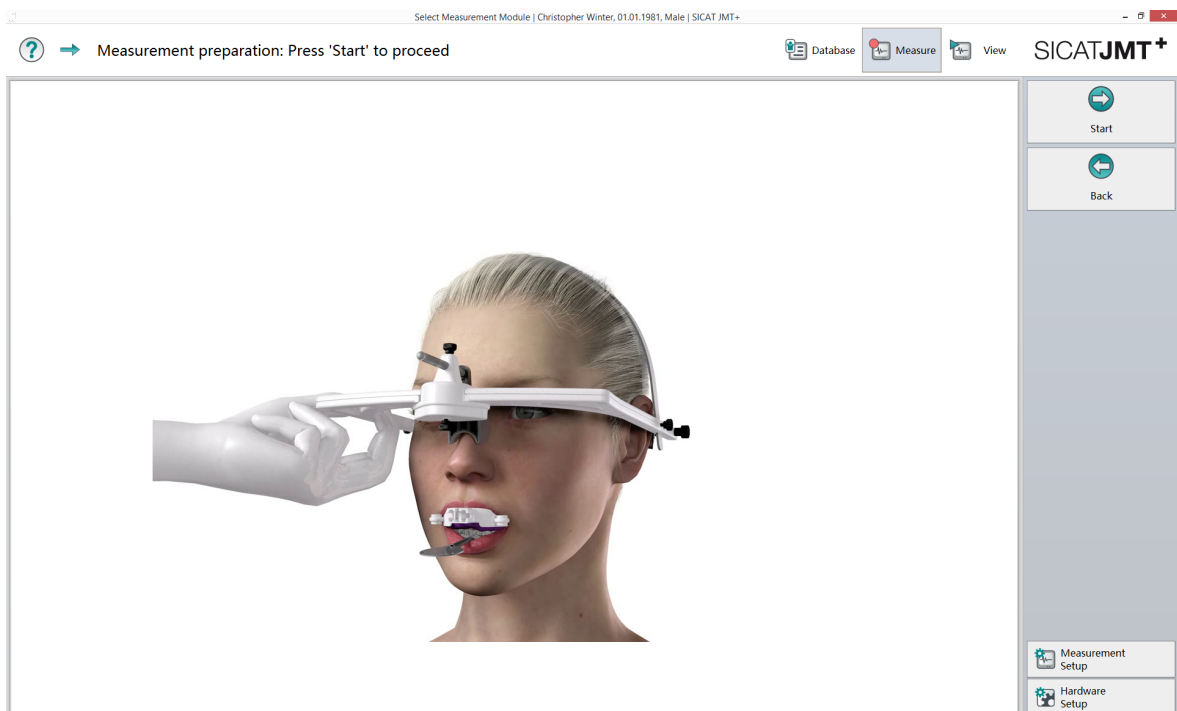 Select Measurement Module | Christopher Winter, 01.01.1981, Male | SICAT JMT+
? Measurement preparation: Press 'Start' to proceed
Database
Measure
View
SICATJMT+
Start
Back
Measurement
Setup
Hardware
Setup